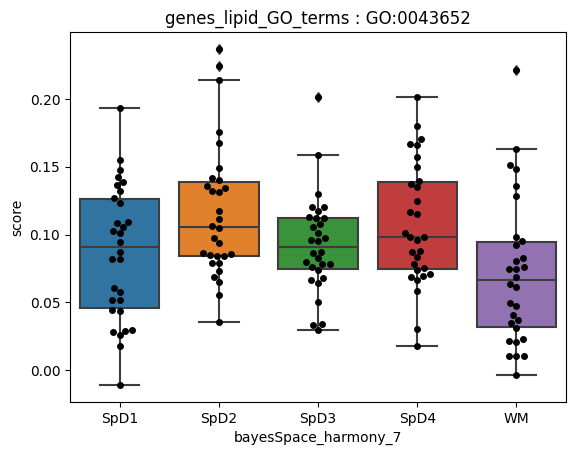 genes_lipid_GO_terms : GO:0043652
score
0.20
0.15
0.10
0.05
0.00
SpD1 SpD2 SpD3 SpD4 WM
bayesSpace_harmony_7